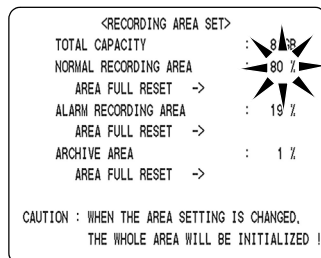 <RECORDING AREA SET>
TOTAL CAPACITY :
NORMAL RECORDING AREA : 80 %
AREA FULL RESET ->
ALARM RECORDING AREA : 19 %
AREA FULL RESET ->
ARCHIVE AREA : 1 %
AREA FULL RESET ->
CAUTION : WHEN THE AREA SETTING IS CHANGED,
THE WHOLE AREA WILL BE INITIALIZED !